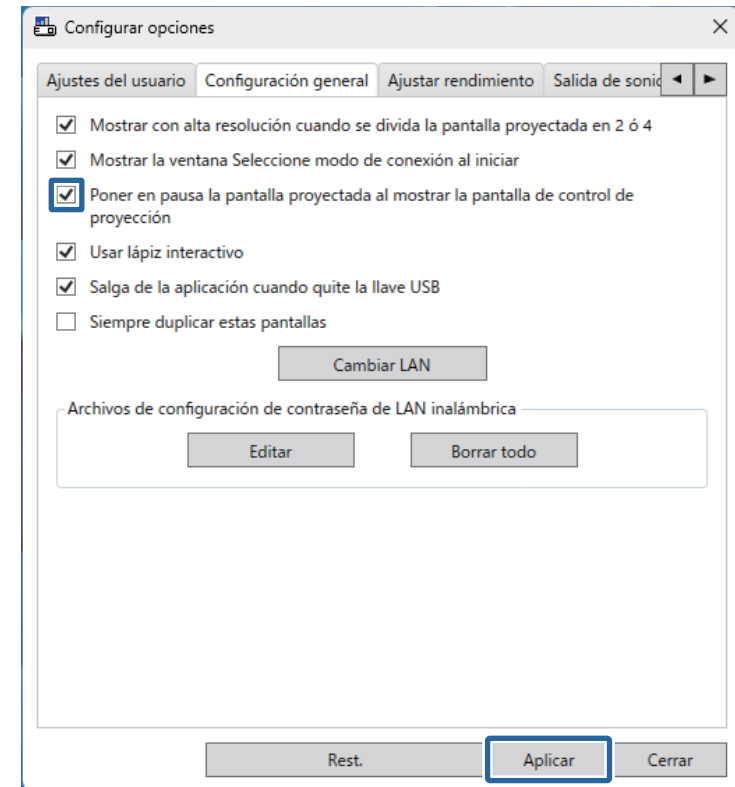 Configurar opciones
Ajustes del usuario Configuración general Ajustar rendimiento Salida de
Mostrar con alta resolución cuando se divida la pantalla proyectada en 2 ó 4
Mostrar la ventana Seleccione modo de conexión al iniciar
Poner en pausa la pantalla proyectada al mostrar la pantalla de control de
proyección
Usar lápiz interactivo
Salga de la aplicación cuando quite la llave USB
Siempre duplicar estas pantallas
Cambiar LAN
Archivos de configuración de contraseña de LAN inalámbrica
Editar Borrar todo
Rest. Aplicar Cerrar